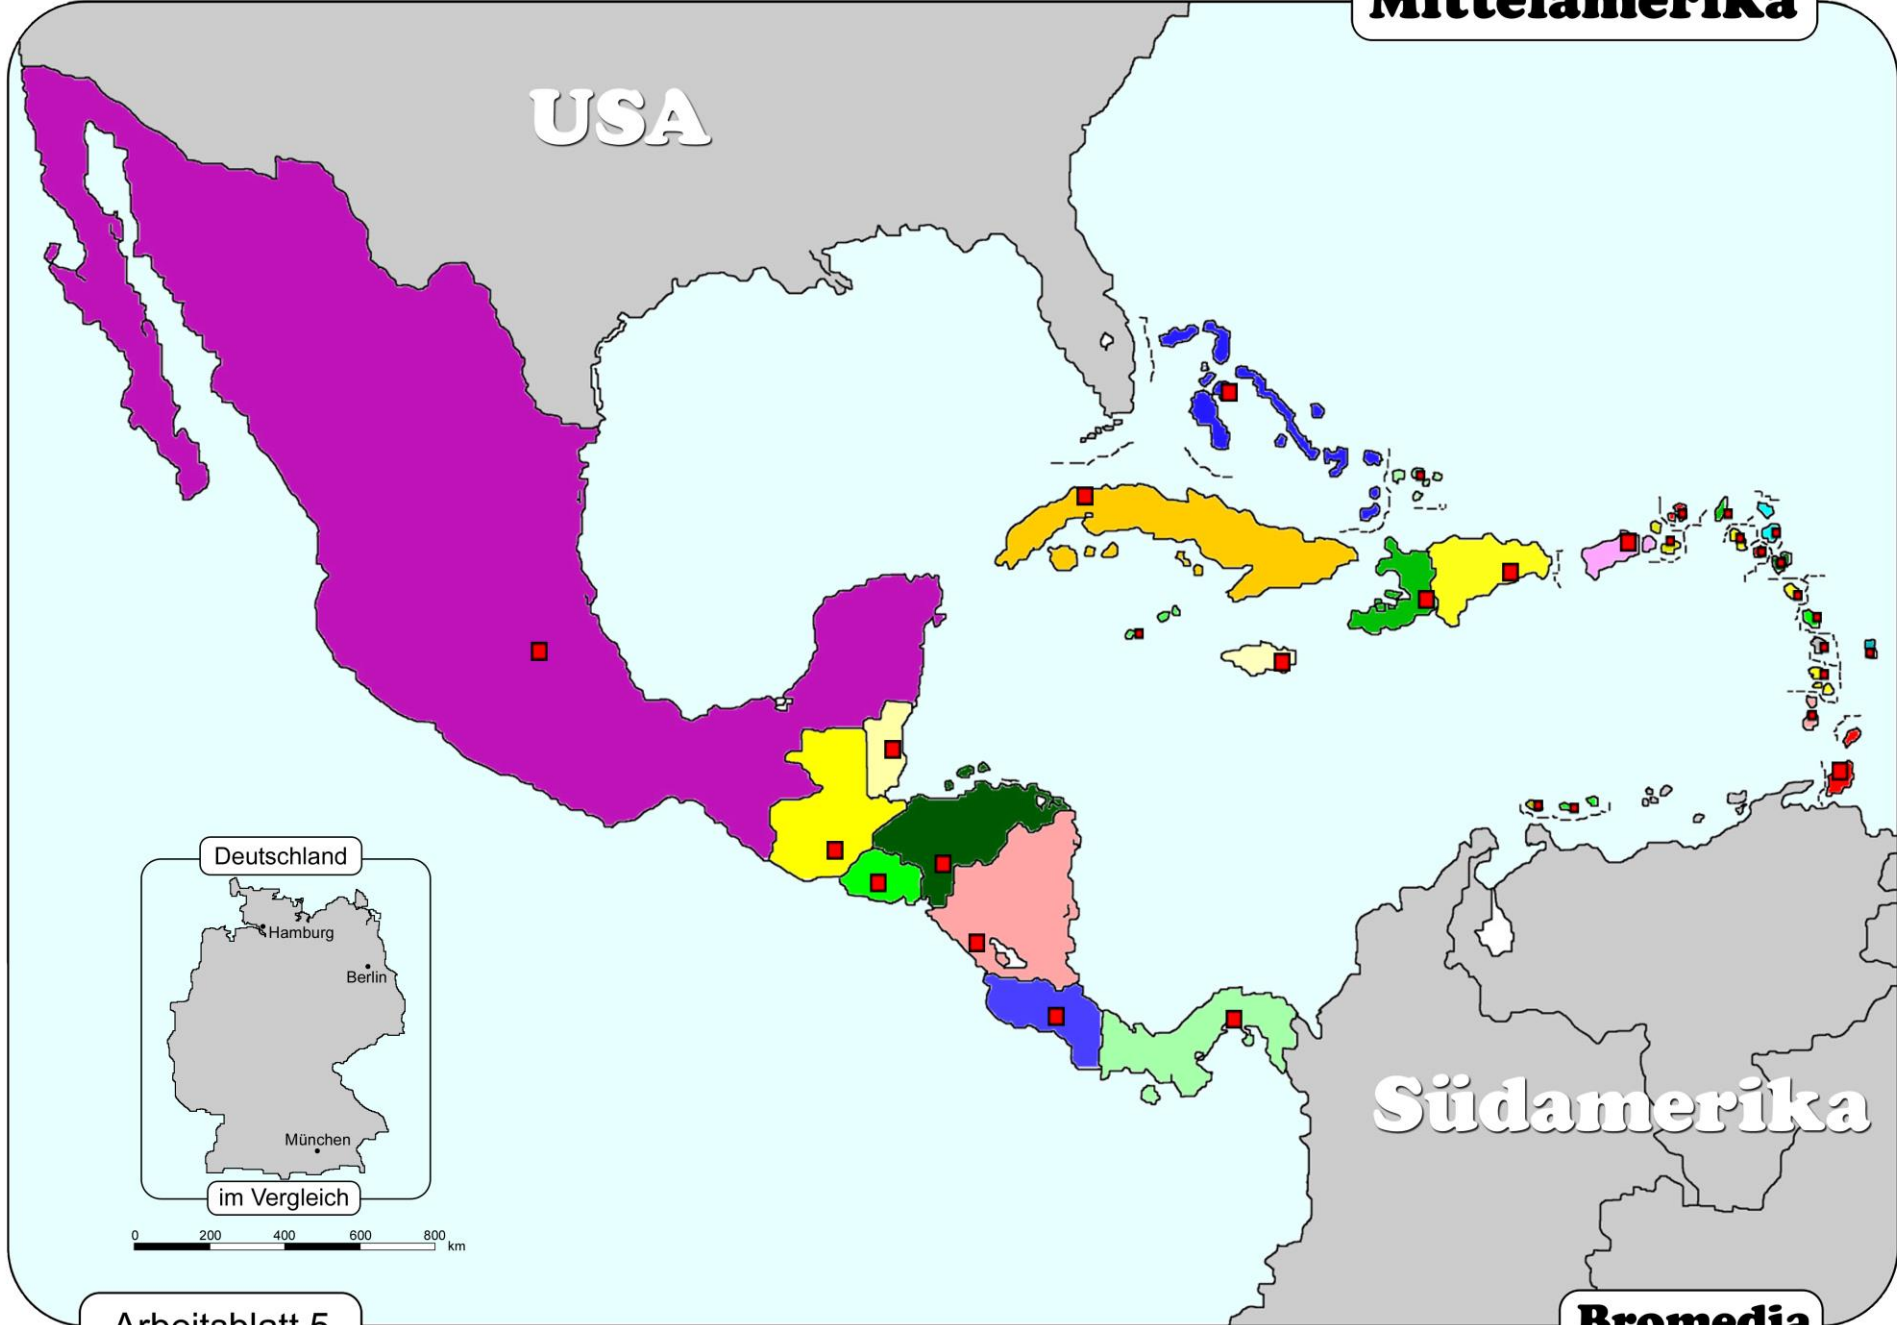 Mittelamerika
USA
Deutschland
Hamburg
Berlin
München
im Vergleich
0 200 400 600 800
km
Südamerika
Arbeitsblatt 5
Bromedia